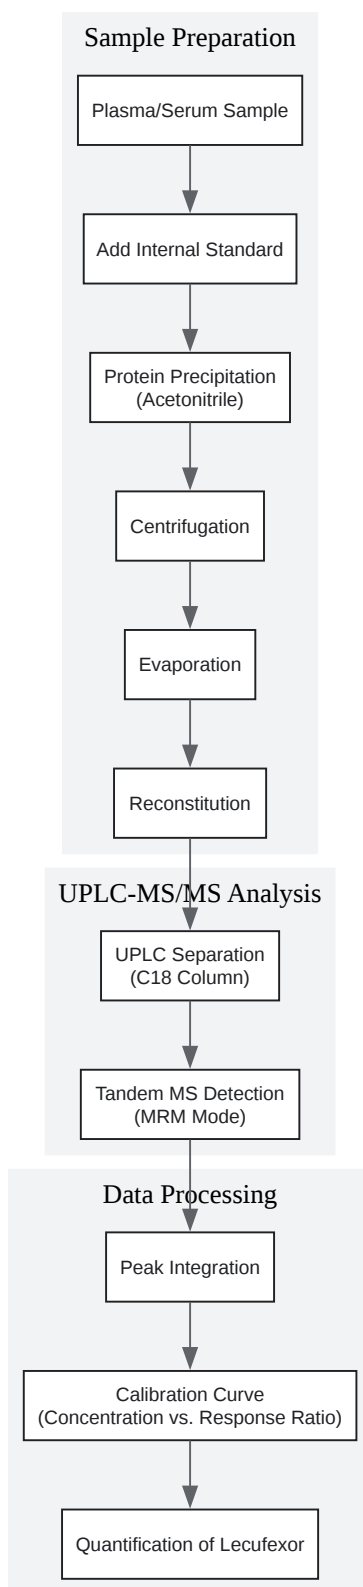 Sample Preparation
Plasma/Serum Sample
Add Internal Standard
Protein Precipitation
(Acetonitrile)
Centrifugation
Evaporation
Reconstitution
UPLC-MS/MS Analysis
UPLC Separation
(C18 Column)
Tandem MS Detection
(MRM Mode)
Data Processing
Peak Integration
Calibration Curve
(Concentration vs. Response Ratio)
Quantification of Lecufexor